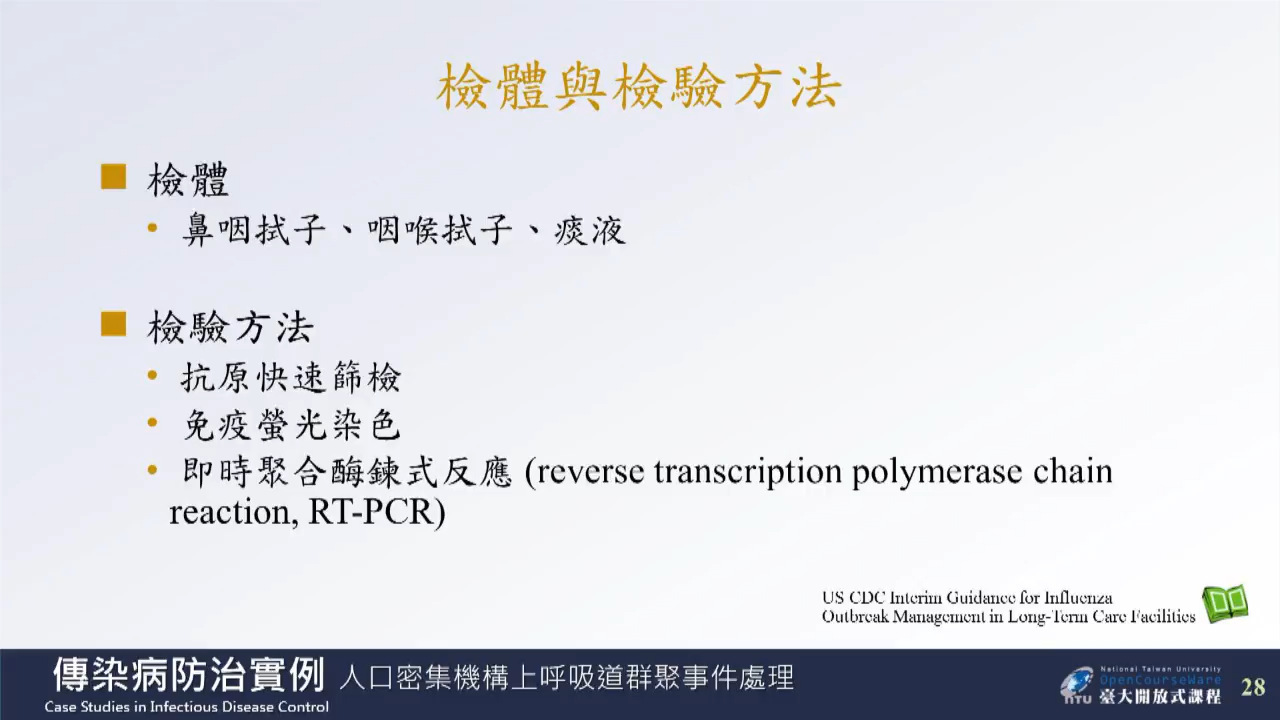 檢體與檢驗方法
檢體
鼻咽拭子、咽喉拭子、痰液
檢驗方法
抗原快速篩檢
免疫螢光染色
即時聚合酶鍊式反應 (reverse transcription polymerase chain
reaction, RT-PCR)
US CDC Interim Guidance for Influenza
Outbreak Management in Long-Term Care Facilities
傳染病防治實例 人口密集機構上呼吸道群聚事件處理
Case Studies in Infectious Disease Control
National Taiwan University
OpenCourseWare
NTU 臺大開放式課程
28